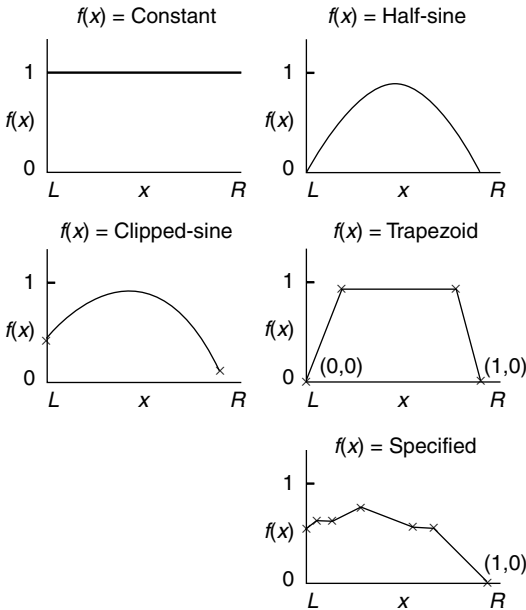 f(x) = Constant
1
f(x)
0
L x R
f(x) = Half-sine
1
f(x)
0
L x R
f(x) = Clipped-sine
1
f(x)
0
L x R
f(x) = Trapezoid
1
f(x)
(0,0) (1,0)
0
L x R
f(x) = Specified
1
f(x)
(1,0)
0
L x R